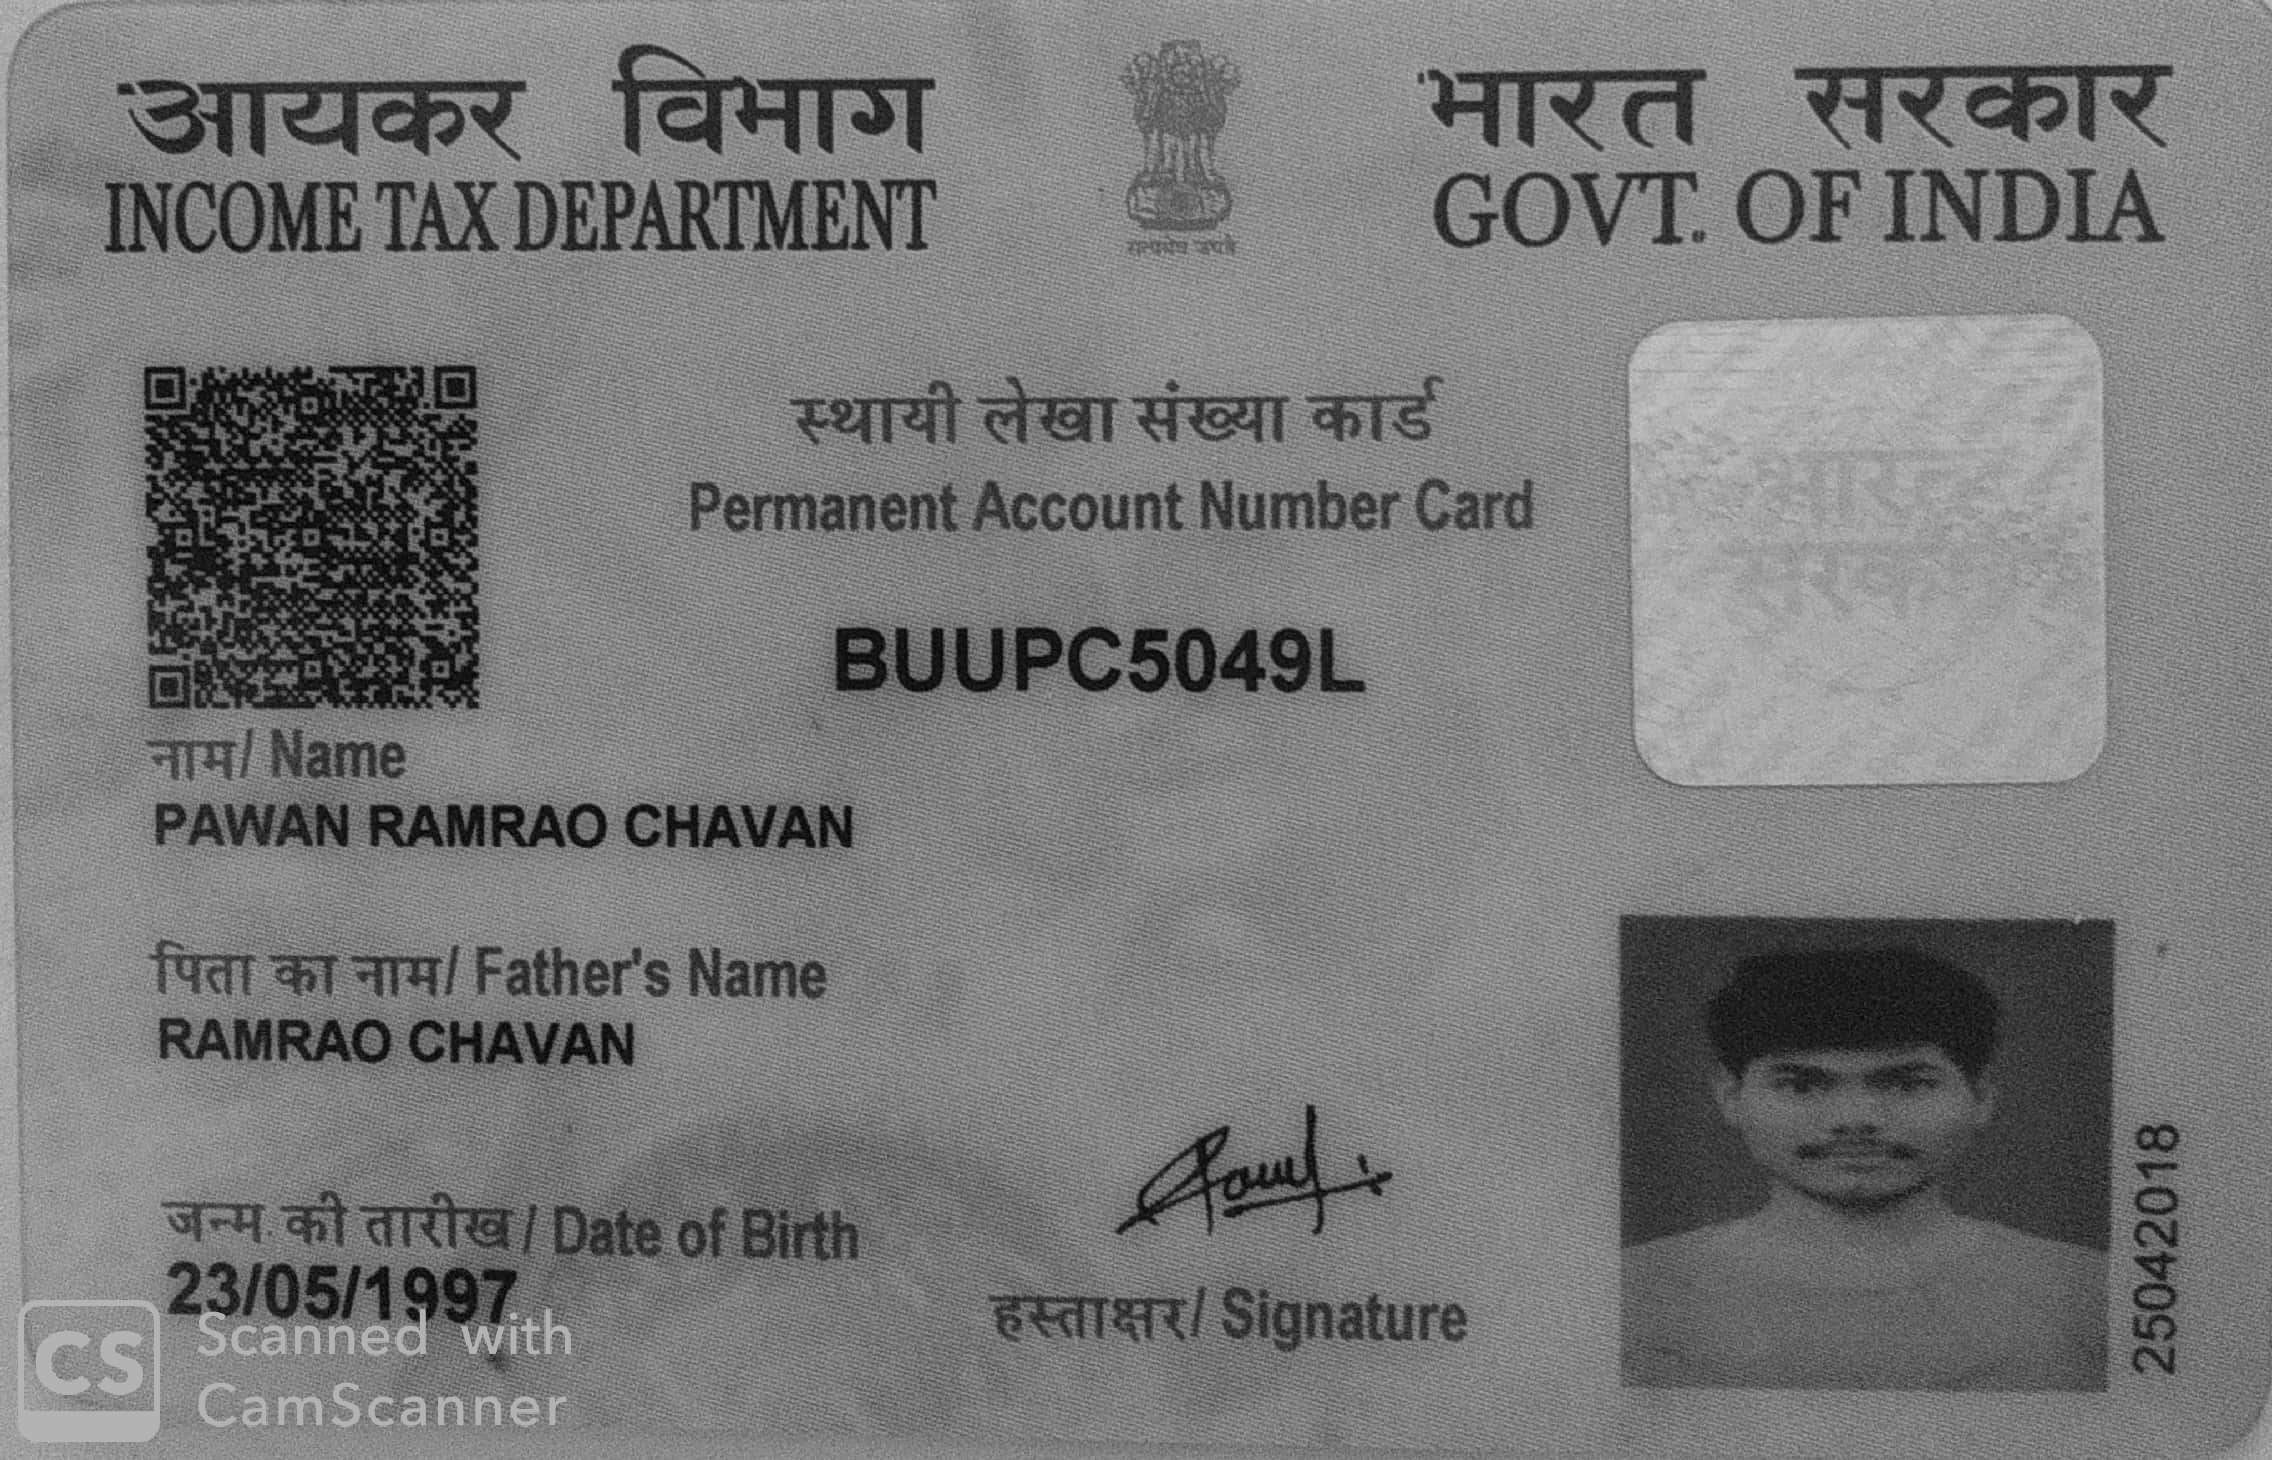 आयकर विभाग
INCOME TAX DEPARTMENT
सत्यमेव जयते
भारत सरकार
GOVT. OF INDIA
स्थायी लेखा संख्या कार्ड
Permanent Account Number Card
भारत
सरकार
BUUPC5049L
नाम/ Name
PAWAN RAMRAO CHAVAN
पिता का नाम/ Father's Name
RAMRAO CHAVAN
जन्म की तारीख/ Date of Birth
23/05/1997
हस्ताक्षर/ Signature
25042018
CS
Scanned with
CamScanner